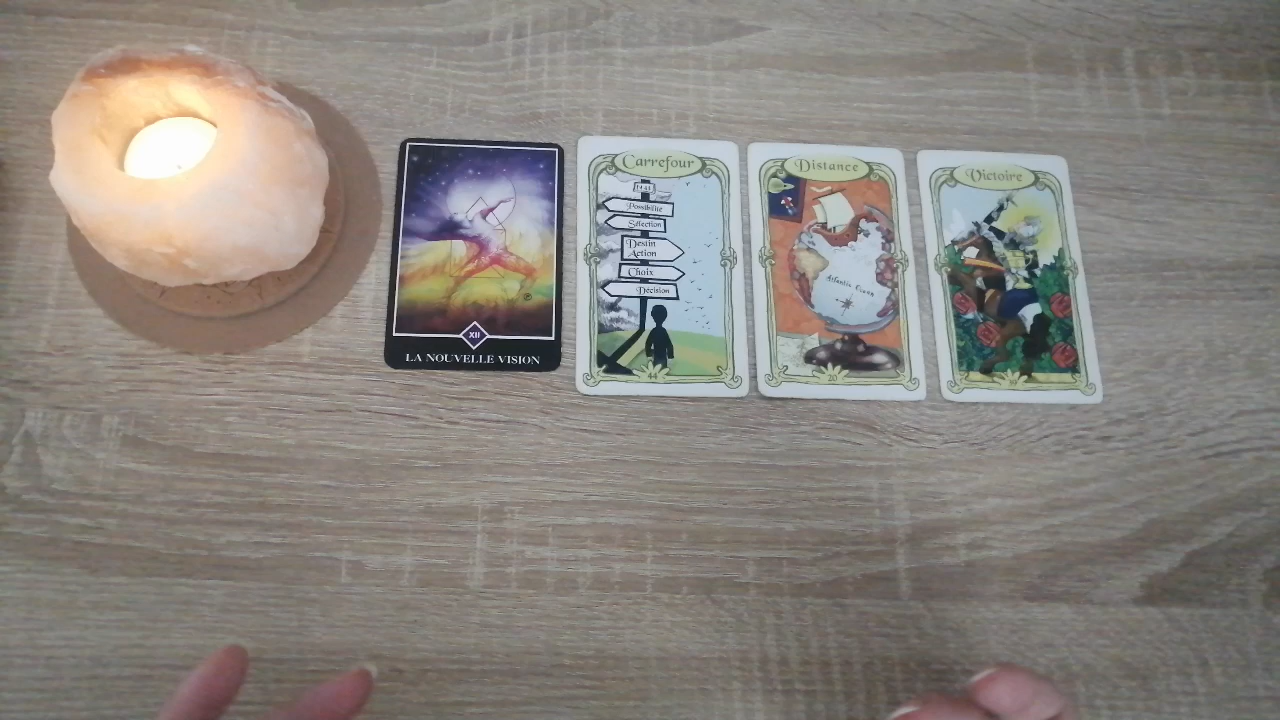 XII
LA NOUVELLE VISION
Carrefour
Possibilité
Sélection
Destin
Action
Choix
Décision
44
Distance
Atlantic Ocean
20
Victoire